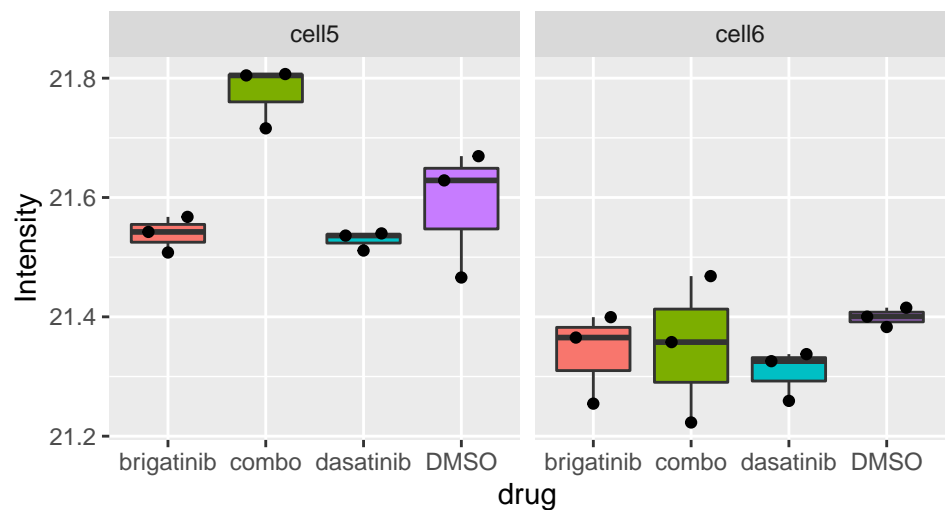 cell5 cell6
Intensity
21.8
21.6
21.4
21.2
brigatinib combo dasatinib DMSO brigatinib combo dasatinib DMSO
drug